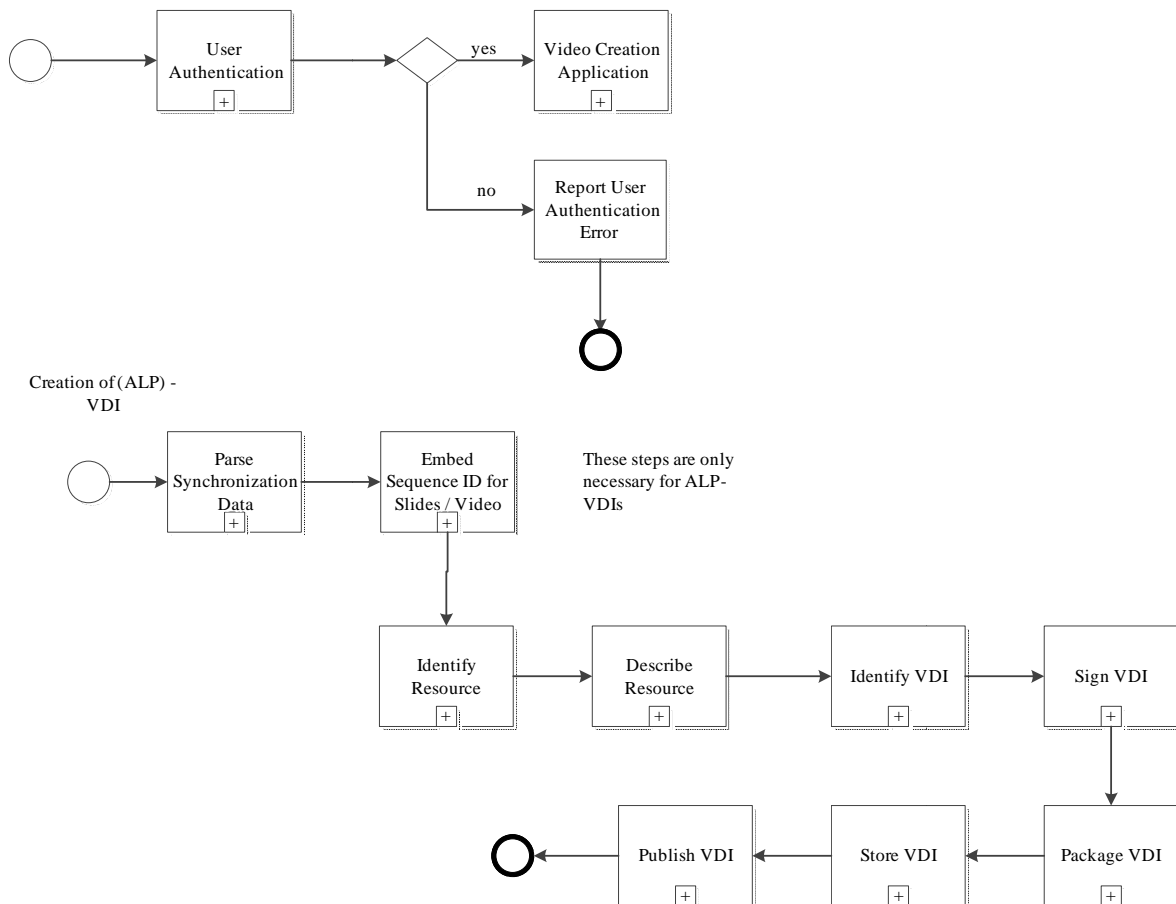 User
Authentication
+
yes
Video Creation
Application
+
no
Report User
Authentication
Error
Creation of (ALP) -
VDI
Parse
Synchronization
Data
+
Embed
Sequence ID for
Slides / Video
+
These steps are only
necessary for ALP-
VDIs
Identify
Resource
+
Describe
Resource
+
Identify VDI
+
Sign VDI
+
Publish VDI
+
Store VDI
+
Package VDI
+